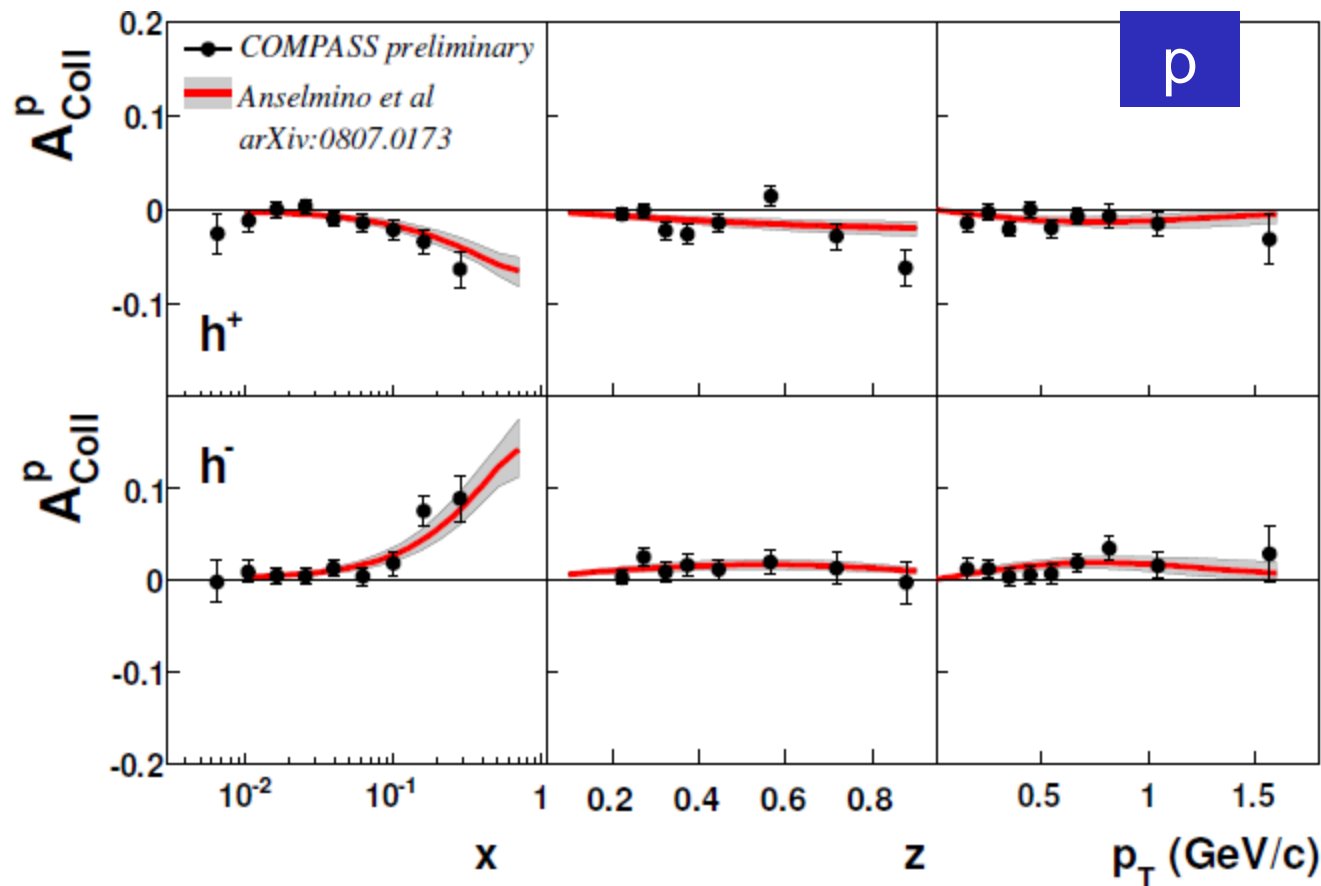 0.2
COMPASS preliminary
p
Anselmino et al
arXiv:0807.0173
A^p_Coll
0.1
0
-0.1
h+
A^p_Coll
h-
0.1
0
-0.1
-0.2
10^-2 10^-1 1 0.2 0.4 0.6 0.8 0.5 1 1.5
x z p_T (GeV/c)